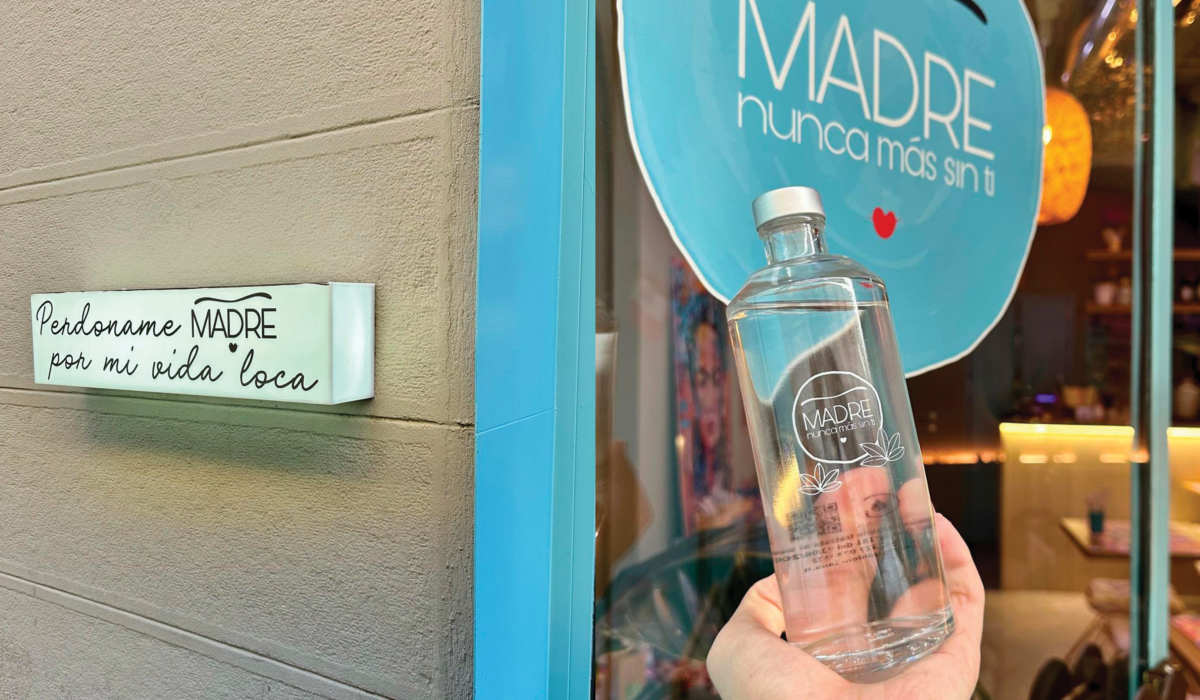 Perdoname MADRE
por mi vida loca
MADRE
nunca más sin ti
MADRE
nunca más sin ti